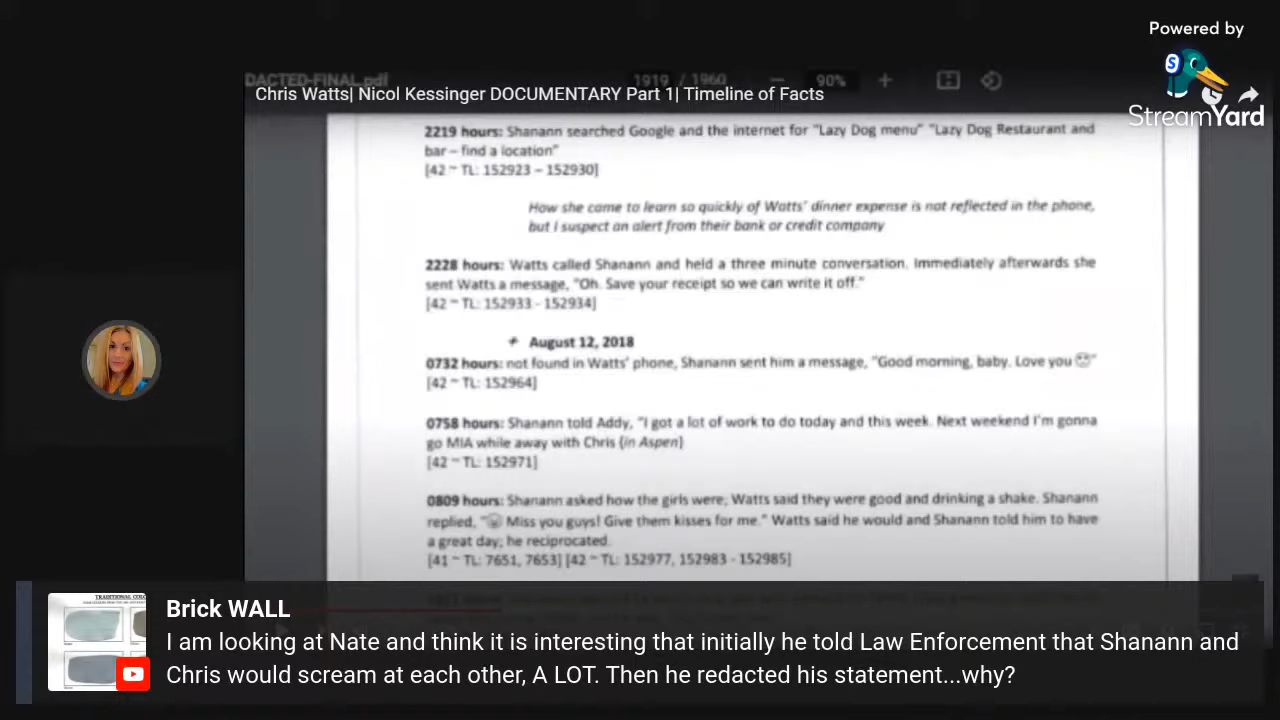 Powered by
StreamYard
DACTED-FINAL.pdf
1919 / 1960
90%
Chris Watts| Nicol Kessinger DOCUMENTARY Part 1| Timeline of Facts
2219 hours: Shanann searched Google and the internet for "Lazy Dog menu" "Lazy Dog Restaurant and
bar – find a location"
[42 ~ TL: 152923 – 152930]
How she came to learn so quickly of Watts' dinner expense is not reflected in the phone,
but I suspect an alert from their bank or credit company
2228 hours: Watts called Shanann and held a three minute conversation. Immediately afterwards she
sent Watts a message, "Oh. Save your receipt so we can write it off."
[42 ~ TL: 152933 - 152934]
+ August 12, 2018
0732 hours: not found in Watts' phone, Shanann sent him a message, "Good morning, baby. Love you 😍"
[42 ~ TL: 152964]
0758 hours: Shanann told Addy, "I got a lot of work to do today and this week. Next weekend I'm gonna
go MIA while away with Chris (in Aspen)
[42 ~ TL: 152971]
0809 hours: Shanann asked how the girls were; Watts said they were good and drinking a shake. Shanann
replied, "😀 Miss you guys! Give them kisses for me." Watts said he would and Shanann told him to have
a great day; he reciprocated.
[41 ~ TL: 7651, 7653] [42 ~ TL: 152977, 152983 - 152985]
TRADITIONAL COLO
Brick WALL
I am looking at Nate and think it is interesting that initially he told Law Enforcement that Shanann and
Chris would scream at each other, A LOT. Then he redacted his statement...why?